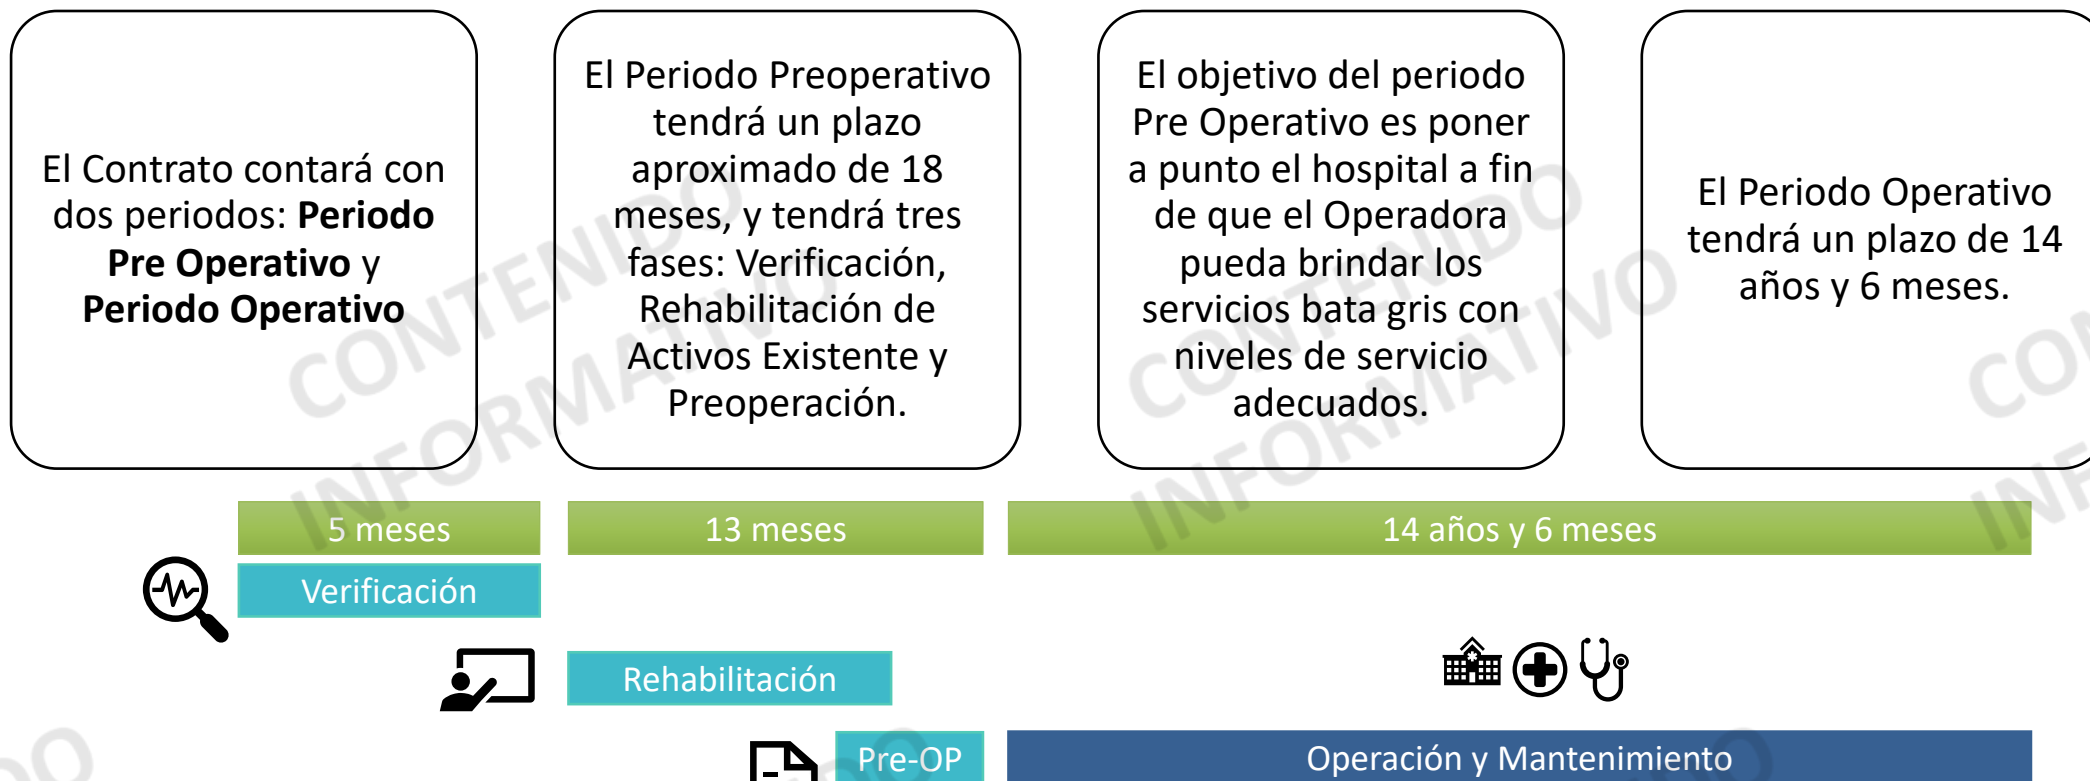 El Contrato contará con
dos periodos: Periodo
Pre Operativo y
Periodo Operativo
El Periodo Preoperativo
tendrá un plazo
aproximado de 18
meses, y tendrá tres
fases: Verificación,
Rehabilitación de
Activos Existente y
Preoperación.
El objetivo del periodo
Pre Operativo es poner
a punto el hospital a fin
de que el Operadora
pueda brindar los
servicios bata gris con
niveles de servicio
adecuados.
El Periodo Operativo
tendrá un plazo de 14
años y 6 meses.
CONTENIDO
INFORMATIVO
CONTENIDO
INFORMATIVO
5 meses
13 meses
14 años y 6 meses
Verificación
Rehabilitación
Pre-OP
Operación y Mantenimiento